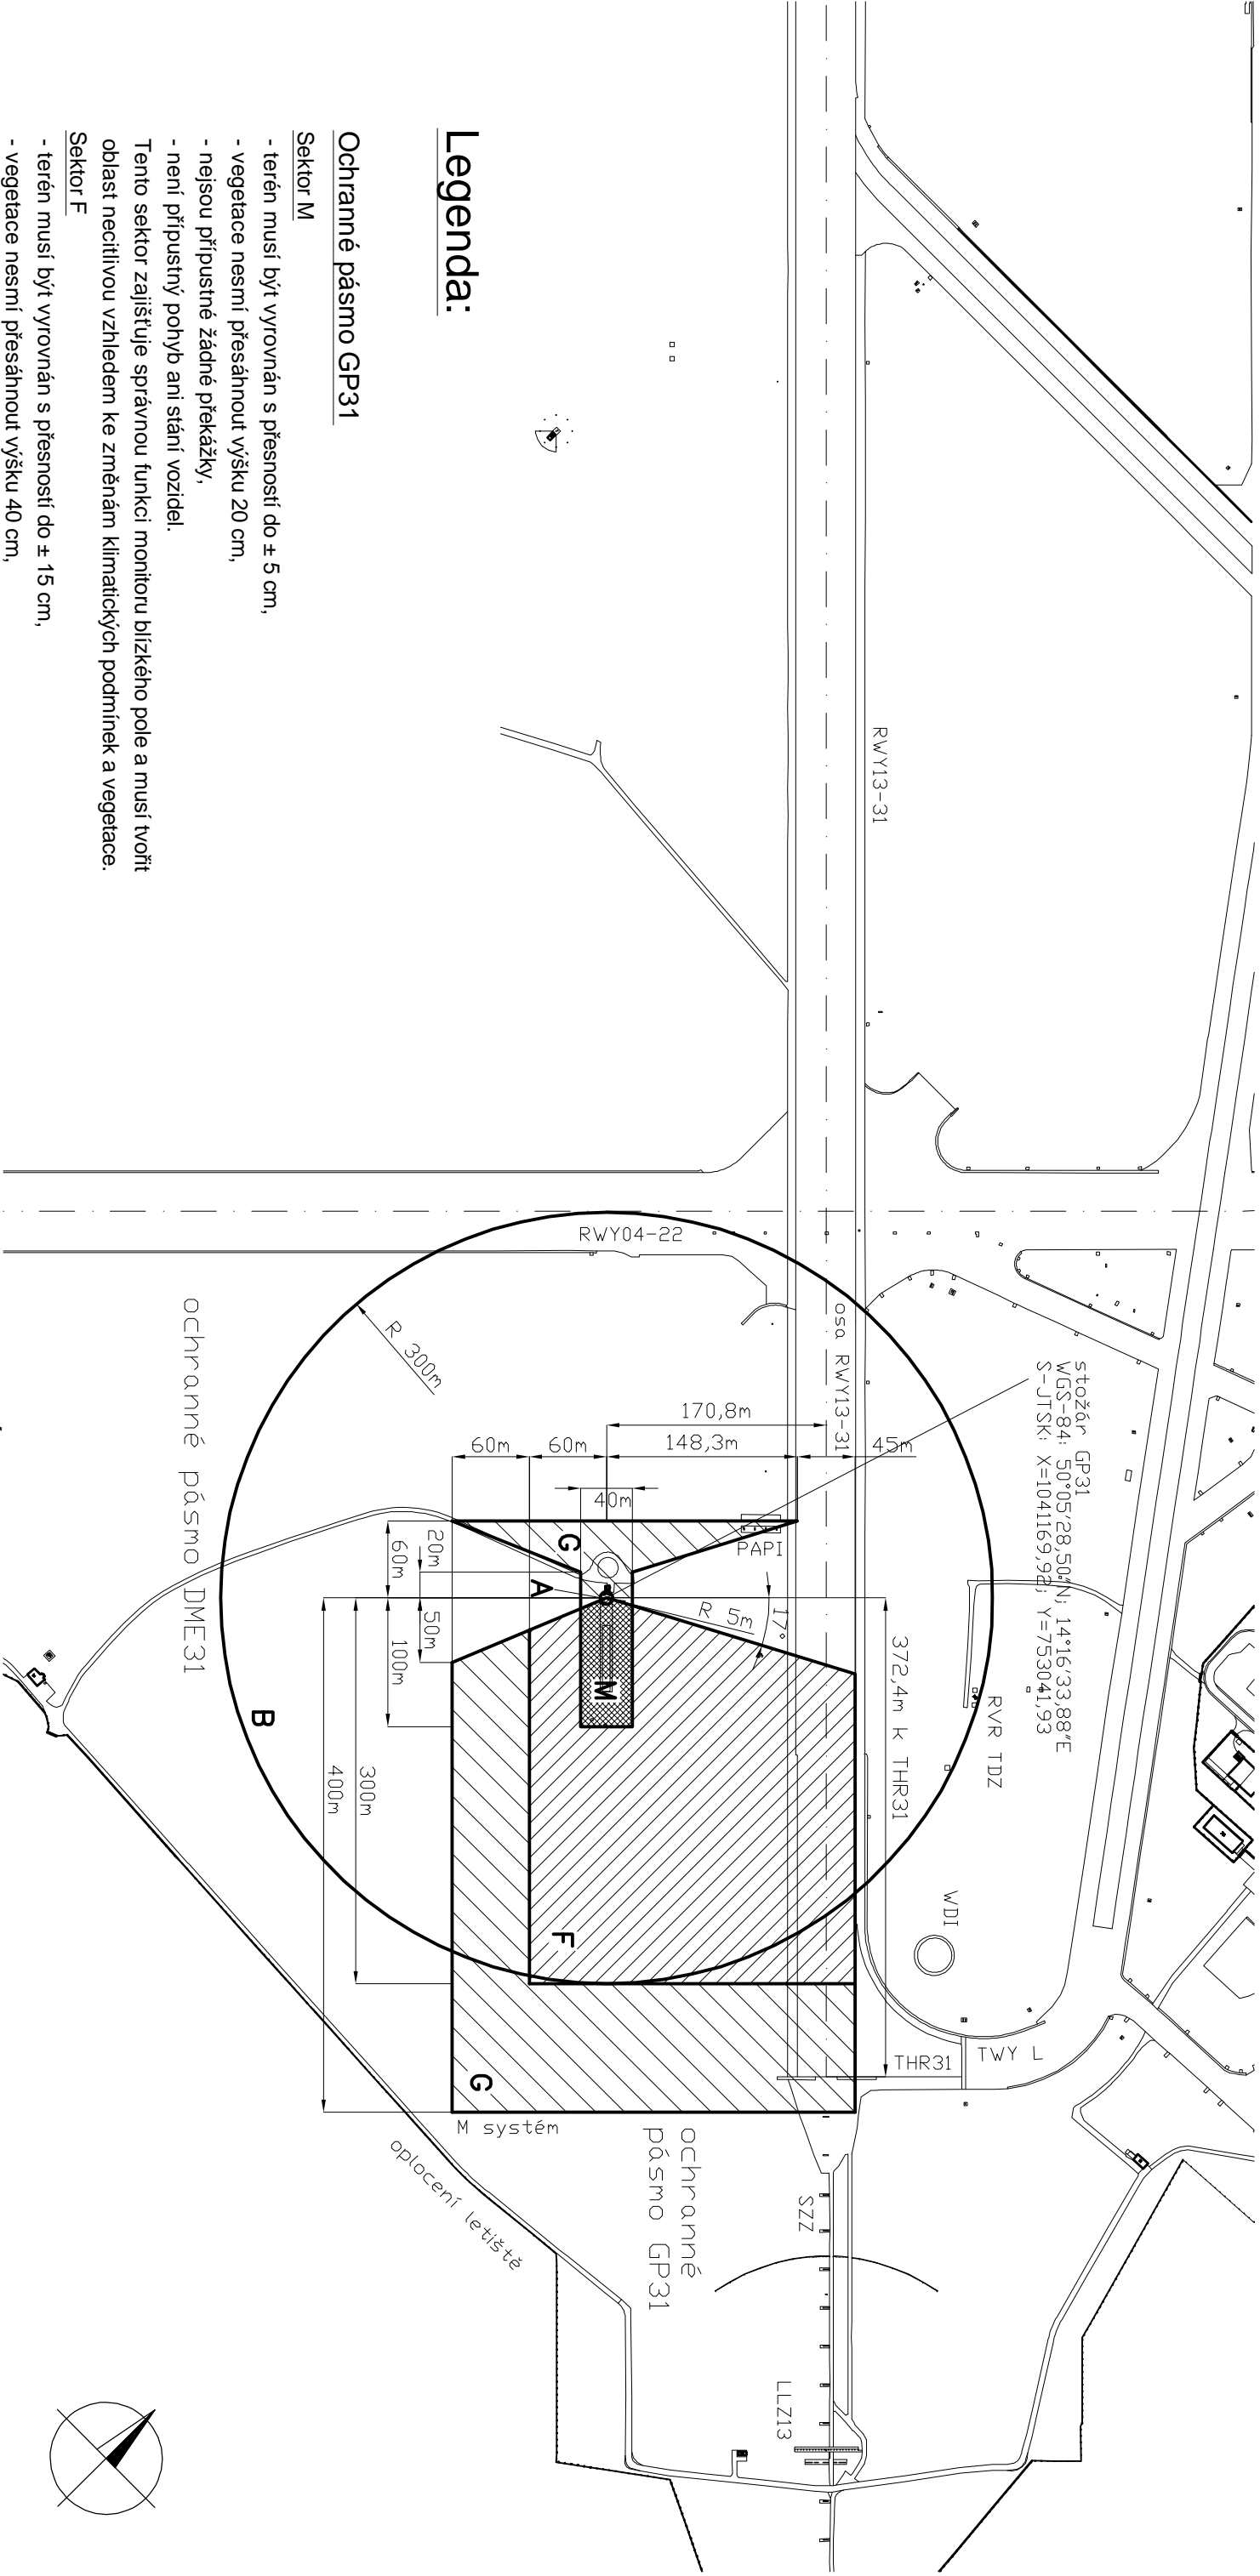 Legenda:
Ochranné pásmo GP31
Sektor M
- terén musí být vyrovnán s přesností do ± 5 cm,
- vegetace nesmí přesáhnout výšku 20 cm,
- nejsou přípustné žádné překážky,
- není přípustný pohyb ani stání vozidel.
Tento sektor zajišťuje správnou funkci monitoru blízkého pole a musí tvořit
oblast necitlivou vzhledem ke změnám klimatických podmínek a vegetace.
Sektor F
- terén musí být vyrovnán s přesností do ± 15 cm,
- vegetace nesmí přesáhnout výšku 40 cm,
RWY13-31
RWY04-22
osa RWY13-31
stožár GP31
WGS-84: 50°05'28,50"N; 14°16'33,88"E
S-JTSK: X=1041169,92; Y=753041,93
R 300m
170,8m
148,3m
45m
60m
60m
40m
PAPI
G
20m
60m
A
50m
100m
M
R 5m
17°
372,4m k THR31
RVR TDZ
ochranné pásmo DME31
B
300m
400m
F
WDI
G
THR31
TWY L
M systém
ochranné
pásmo GP31
oplocení letiště
SZZ
LLZ13